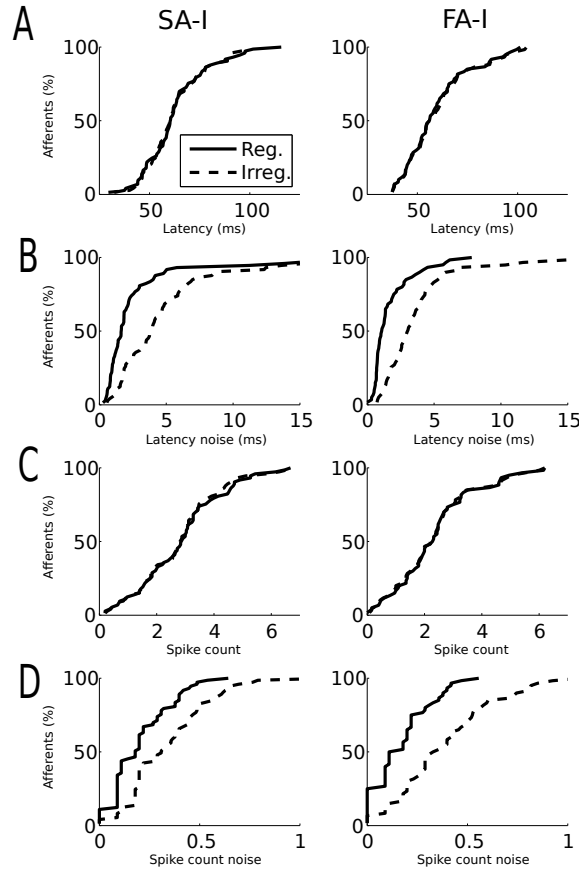 A
SA-I
FA-I
Afferents (%)
100
50
0
Reg.
Irreg.
50
100
Latency (ms)
100
50
0
50
100
Latency (ms)
B
Afferents (%)
100
50
0
0
5
10
15
Latency noise (ms)
100
50
0
0
5
10
15
Latency noise (ms)
C
Afferents (%)
100
50
0
0
2
4
6
Spike count
100
50
0
0
2
4
6
Spike count
D
Afferents (%)
100
50
0
0
0.5
1
Spike count noise
100
50
0
0
0.5
1
Spike count noise